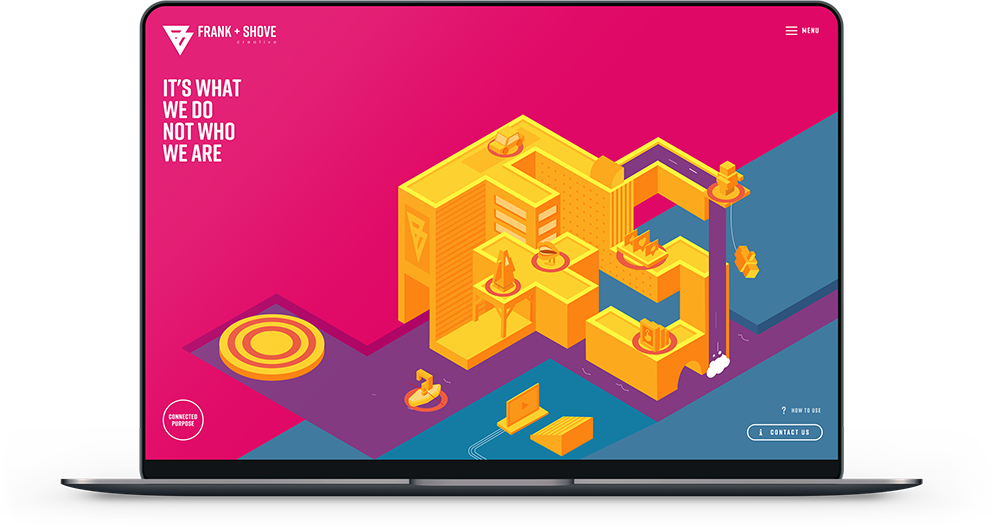 FRANK + SHOVE
creative
MENU
IT'S WHAT
WE DO
NOT WHO
WE ARE
CONNECTED
PURPOSE
? HOW TO USE
i CONTACT US